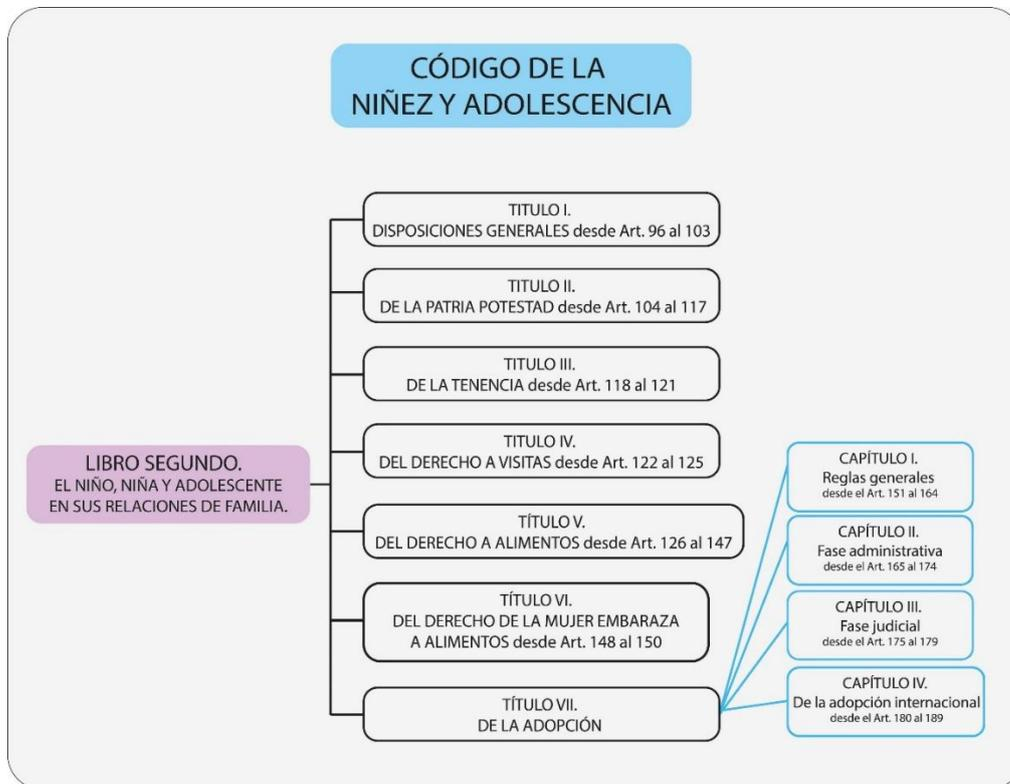 CÓDIGO DE LA
NIÑEZ Y ADOLESCENCIA
LIBRO SEGUNDO.
EL NIÑO, NIÑA Y ADOLESCENTE
EN SUS RELACIONES DE FAMILIA.
TITULO I.
DISPOSICIONES GENERALES desde Art. 96 al 103
TITULO II.
DE LA PATRIA POTESTAD desde Art. 104 al 117
TITULO III.
DE LA TENENCIA desde Art. 118 al 121
TITULO IV.
DEL DERECHO A VISITAS desde Art. 122 al 125
TÍTULO V.
DEL DERECHO A ALIMENTOS desde Art. 126 al 147
TÍTULO VI.
DEL DERECHO DE LA MUJER EMBARAZA
A ALIMENTOS desde Art. 148 al 150
TÍTULO VII.
DE LA ADOPCIÓN
CAPÍTULO I.
Reglas generales
desde el Art. 151 al 164
CAPÍTULO II.
Fase administrativa
desde el Art. 165 al 174
CAPÍTULO III.
Fase judicial
desde el Art. 175 al 179
CAPÍTULO IV.
De la adopción internacional
desde el Art. 180 al 189